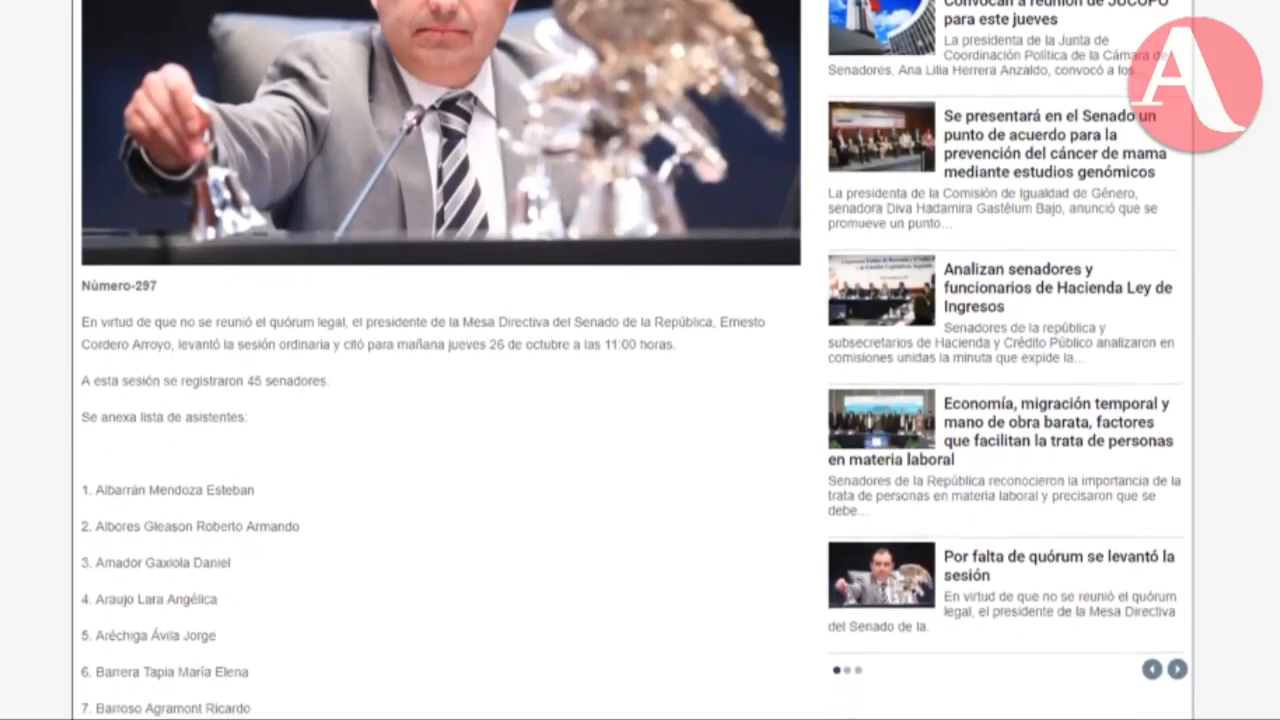 Número-297
En virtud de que no se reunió el quórum legal, el presidente de la Mesa Directiva del Senado de la República, Ernesto
Cordero Arroyo, levantó la sesión ordinaria y citó para mañana jueves 26 de octubre a las 11:00 horas.
A esta sesión se registraron 45 senadores.
Se anexa lista de asistentes:
1. Albarrán Mendoza Esteban
2. Albores Gleason Roberto Armando
3. Amador Gaxiola Daniel
4. Araujo Lara Angélica
5. Aréchiga Ávila Jorge
6. Barrera Tapia María Elena
7. Barroso Agramont Ricardo
Convocan a reunión de JUCOPO
para este jueves
La presidenta de la Junta de
Coordinación Política de la Cámara de
Senadores, Ana Lilia Herrera Anzaldo, convocó a los...
Se presentará en el Senado un
punto de acuerdo para la
prevención del cáncer de mama
mediante estudios genómicos
La presidenta de la Comisión de Igualdad de Género,
senadora Diva Hadamira Gastélum Bajo, anunció que se
promueve un punto...
Analizan senadores y
funcionarios de Hacienda Ley de
Ingresos
Senadores de la república y
subsecretarios de Hacienda y Crédito Público analizaron en
comisiones unidas la minuta que expide la...
Economía, migración temporal y
mano de obra barata, factores
que facilitan la trata de personas
en materia laboral
Senadores de la República reconocieron la importancia de la
trata de personas en materia laboral y precisaron que se
debe...
Por falta de quórum se levantó la
sesión
En virtud de que no se reunió el quórum
legal, el presidente de la Mesa Directiva
del Senado de la.
A